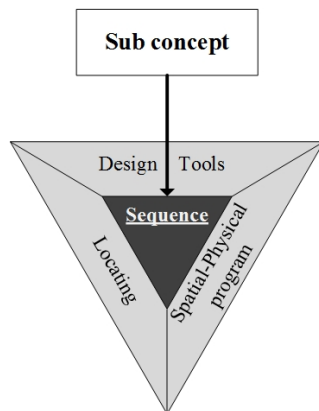 Sub concept
Design Tools
Sequence
Locating
Spatial-Physical
program